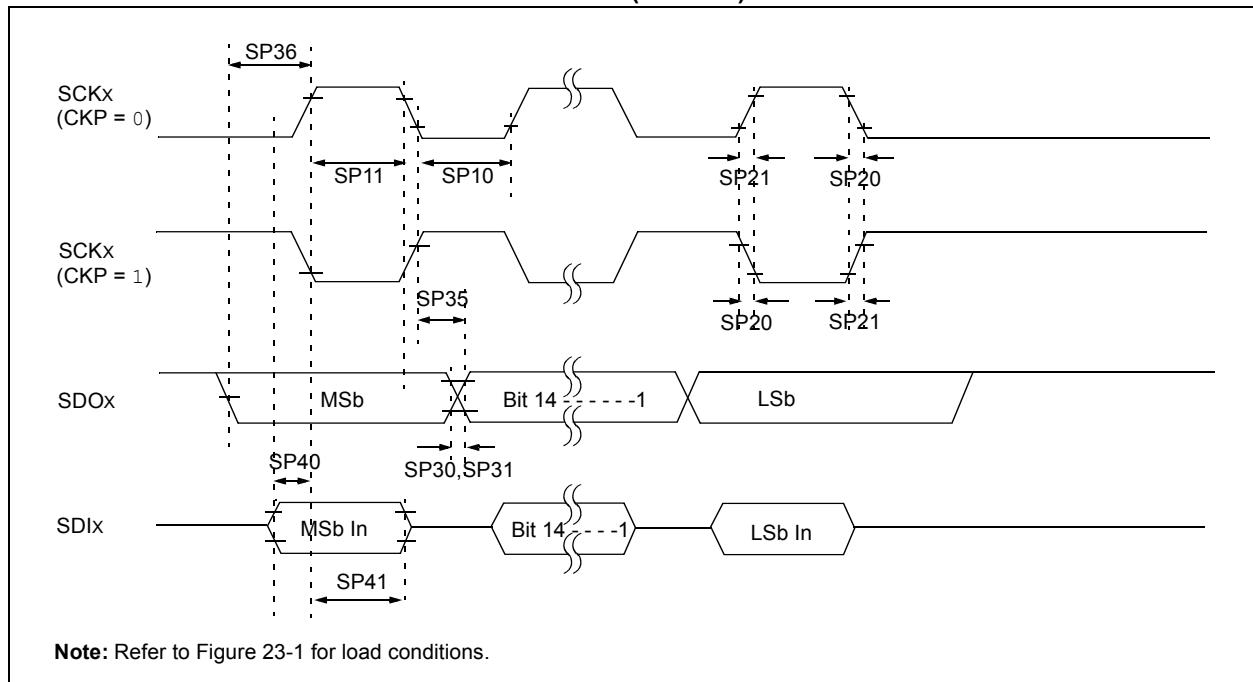 SP36
SCKx
(CKP = 0)
SP11
SP10
SP21
SP20
SCKx
(CKP = 1)
SP35
SP20
SP21
SDOx
MSb
Bit 14 - - - - - -1
LSb
SP40
SP30,SP31
SDIx
MSb In
Bit 14 - - - -1
LSb In
SP41
Note: Refer to Figure 23-1 for load conditions.